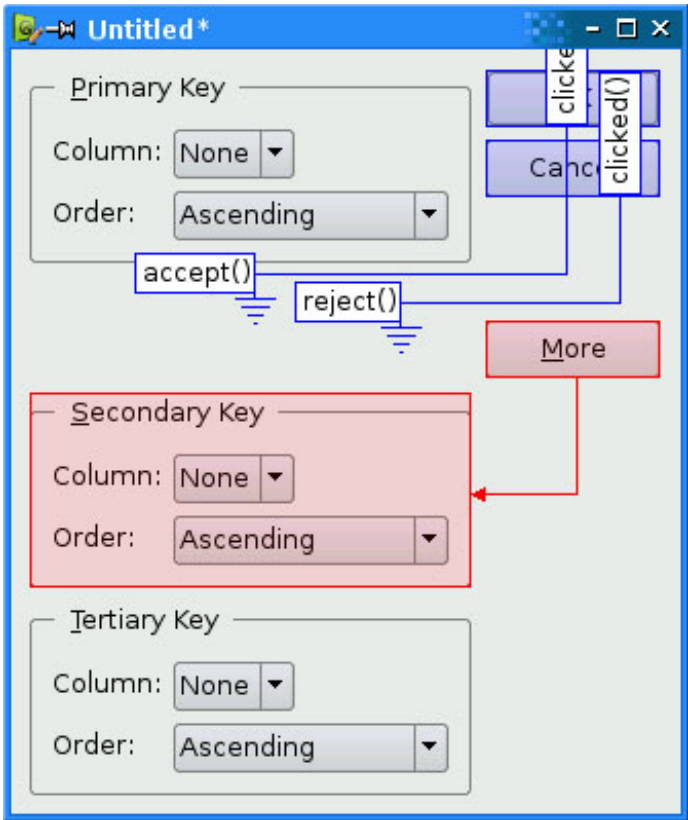 Untitled*
Primary Key
Column: None
Order: Ascending
clicke
clicked()
Cance
accept()
reject()
More
Secondary Key
Column: None
Order: Ascending
Tertiary Key
Column: None
Order: Ascending